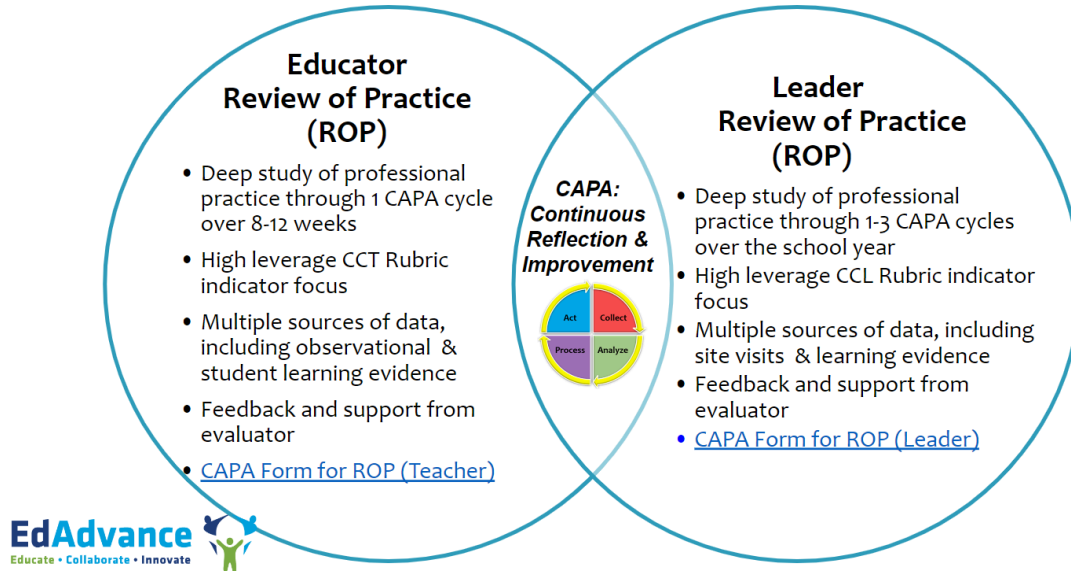 Educator
Review of Practice
(ROP)
• Deep study of professional
practice through 1 CAPA cycle
over 8-12 weeks
• High leverage CCT Rubric
indicator focus
• Multiple sources of data,
including observational & 
student learning evidence
• Feedback and support from
evaluator
• CAPA Form for ROP (Teacher)
CAPA:
Continuous
Reflection &
Improvement
Act
Collect
Process
Analyze
Leader
Review of Practice
(ROP)
• Deep study of professional
practice through 1-3 CAPA cycles
over the school year
• High leverage CCL Rubric indicator
focus
• Multiple sources of data, including
site visits & learning evidence
• Feedback and support from
evaluator
• CAPA Form for ROP (Leader)
EdAdvance
Educate • Collaborate • Innovate